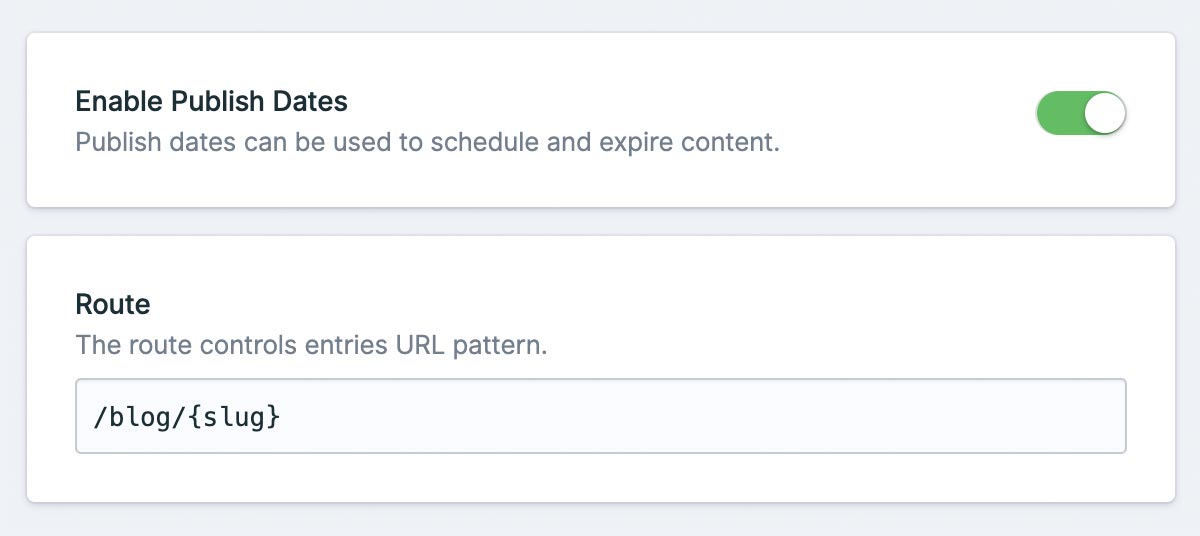 Enable Publish Dates
Publish dates can be used to schedule and expire content.
Route
The route controls entries URL pattern.
/blog/{slug}